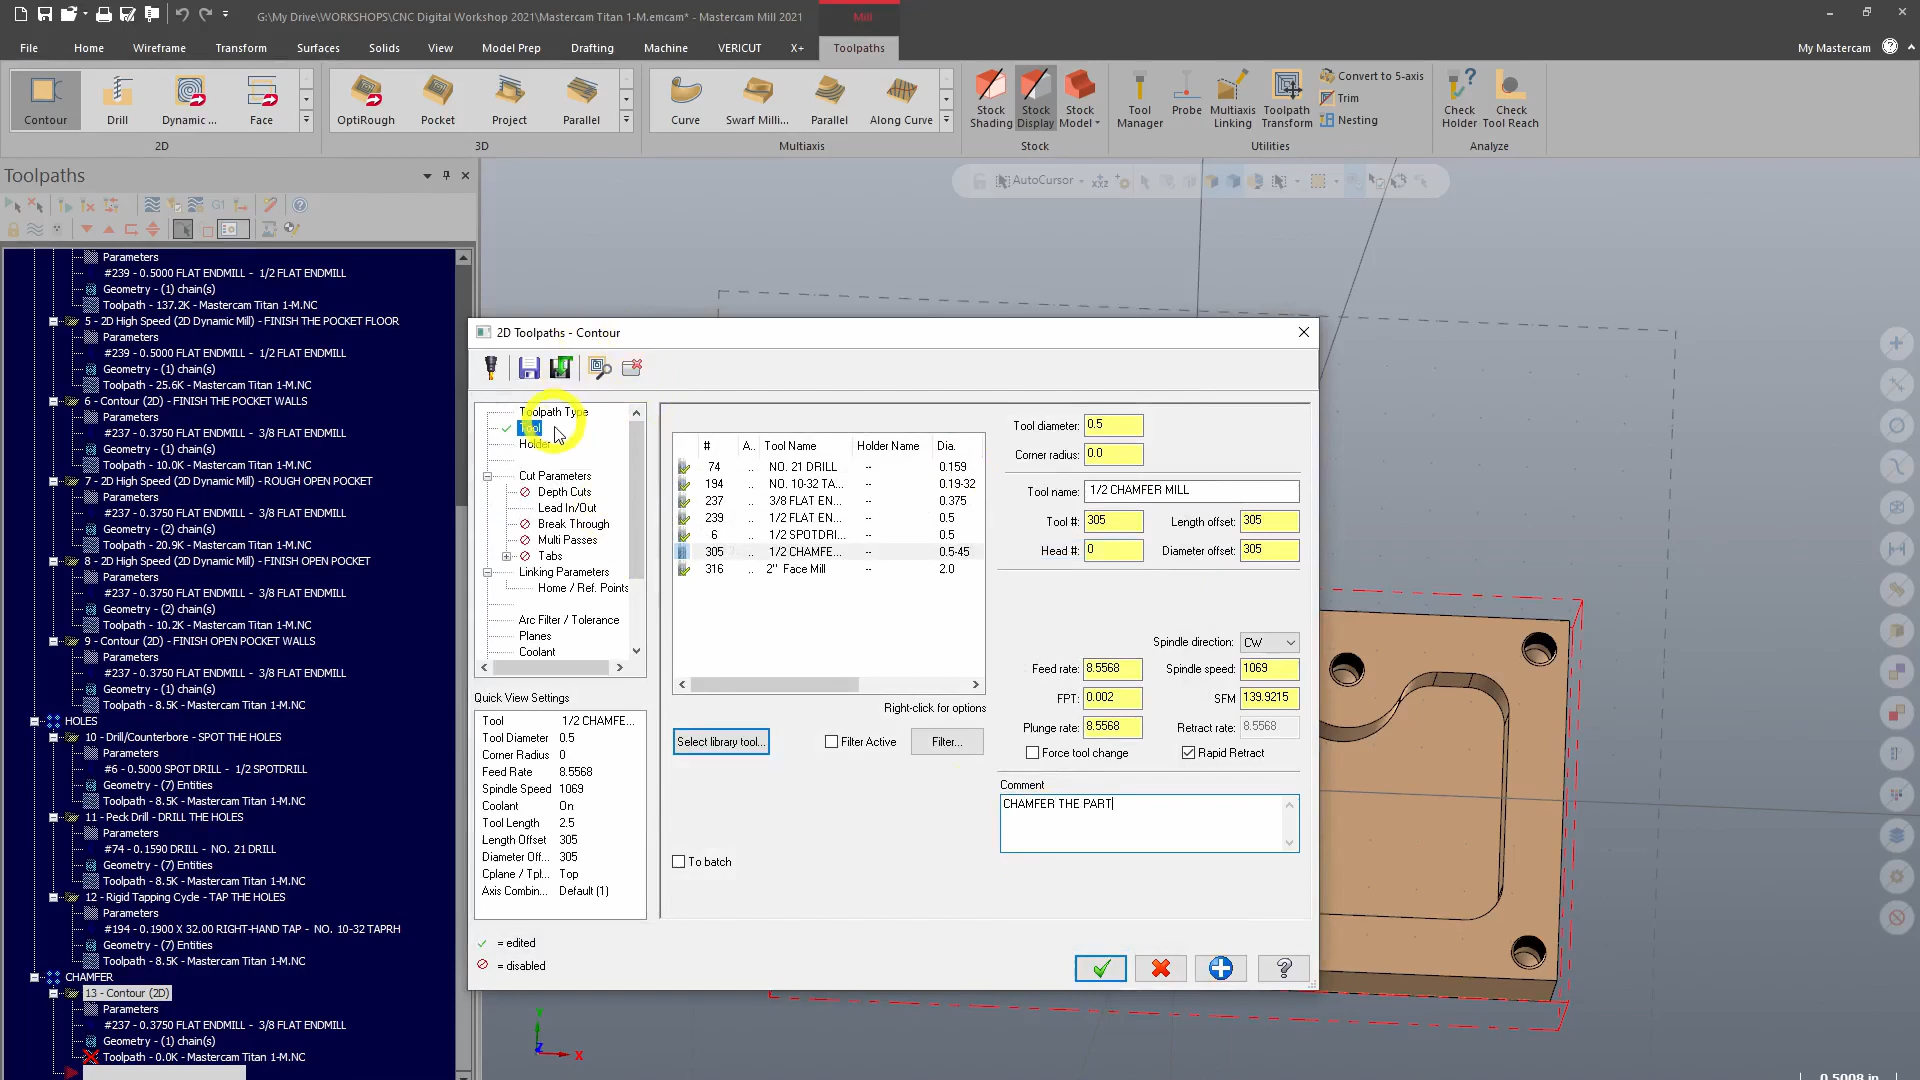 G:\My Drive\WORKSHOPS\CNC Digital Workshop 2021\Mastercam Titan 1-M.emcam* - Mastercam Mill 2021
Mill
File Home Wireframe Transform Surfaces Solids View Model Prep Drafting Machine VERICUT X+ Toolpaths My Mastercam
Contour Drill Dynamic ... Face OptiRough Pocket Project Parallel Curve Swarf Milli... Parallel Along Curve
Stock Shading Stock Display Stock Model Tool Manager Probe Multiaxis Linking Toolpath Transform
Convert to 5-axis
Trim
Nesting
Check Holder Check Tool Reach
2D 3D Multiaxis Stock Utilities Analyze
Toolpaths
G1
AutoCursor
Parameters
#239 - 0.5000 FLAT ENDMILL - 1/2 FLAT ENDMILL
Geometry - (1) chain(s)
Toolpath - 137.2K - Mastercam Titan 1-M.NC
5 - 2D High Speed (2D Dynamic Mill) - FINISH THE POCKET FLOOR
Parameters
#239 - 0.5000 FLAT ENDMILL - 1/2 FLAT ENDMILL
Geometry - (1) chain(s)
Toolpath - 25.6K - Mastercam Titan 1-M.NC
6 - Contour (2D) - FINISH THE POCKET WALLS
Parameters
#237 - 0.3750 FLAT ENDMILL - 3/8 FLAT ENDMILL
Geometry - (1) chain(s)
Toolpath - 10.0K - Mastercam Titan 1-M.NC
7 - 2D High Speed (2D Dynamic Mill) - ROUGH OPEN POCKET
Parameters
#237 - 0.3750 FLAT ENDMILL - 3/8 FLAT ENDMILL
Geometry - (2) chain(s)
Toolpath - 20.9K - Mastercam Titan 1-M.NC
8 - 2D High Speed (2D Dynamic Mill) - FINISH OPEN POCKET
Parameters
#237 - 0.3750 FLAT ENDMILL - 3/8 FLAT ENDMILL
Geometry - (2) chain(s)
Toolpath - 10.2K - Mastercam Titan 1-M.NC
9 - Contour (2D) - FINISH OPEN POCKET WALLS
Parameters
#237 - 0.3750 FLAT ENDMILL - 3/8 FLAT ENDMILL
Geometry - (1) chain(s)
Toolpath - 8.5K - Mastercam Titan 1-M.NC
HOLES
10 - Drill/Counterbore - SPOT THE HOLES
Parameters
#6 - 0.5000 SPOT DRILL - 1/2 SPOTDRILL
Geometry - (7) Entities
Toolpath - 8.5K - Mastercam Titan 1-M.NC
11 - Peck Drill - DRILL THE HOLES
Parameters
#74 - 0.1590 DRILL - NO. 21 DRILL
Geometry - (7) Entities
Toolpath - 8.5K - Mastercam Titan 1-M.NC
12 - Rigid Tapping Cycle - TAP THE HOLES
Parameters
#194 - 0.1900 X 32.00 RIGHT-HAND TAP - NO. 10-32 TAPRH
Geometry - (7) Entities
Toolpath - 8.5K - Mastercam Titan 1-M.NC
CHAMFER
13 - Contour (2D)
Parameters
#237 - 0.3750 FLAT ENDMILL - 3/8 FLAT ENDMILL
Geometry - (1) chain(s)
Toolpath - 0.0K - Mastercam Titan 1-M.NC
2D Toolpaths - Contour
Toolpath Type
Tool
Holder
Cut Parameters
Depth Cuts
Lead In/Out
Break Through
Multi Passes
Tabs
Linking Parameters
Home / Ref. Points
Arc Filter / Tolerance
Planes
Coolant
Quick View Settings
Tool 1/2 CHAMFE...
Tool Diameter 0.5
Corner Radius 0
Feed Rate 8.5568
Spindle Speed 1069
Coolant On
Tool Length 2.5
Length Offset 305
Diameter Off... 305
Cplane / Tpl... Top
Axis Combin... Default (1)
= edited
= disabled
# A.. Tool Name Holder Name Dia.
74 .. NO. 21 DRILL -- 0.159
194 .. NO. 10-32 TA... -- 0.19-32
237 .. 3/8 FLAT EN... -- 0.375
239 .. 1/2 FLAT EN... -- 0.5
6 .. 1/2 SPOTDRI... -- 0.5
305 .. 1/2 CHAMFE... -- 0.5-45
316 .. 2'' Face Mill -- 2.0
Right-click for options
Select library tool... Filter Active Filter...
To batch
Tool diameter: 0.5
Corner radius: 0.0
Tool name: 1/2 CHAMFER MILL
Tool #: 305 Length offset: 305
Head #: 0 Diameter offset: 305
Spindle direction: CW
Feed rate: 8.5568 Spindle speed: 1069
FPT: 0.002 SFM 139.9215
Plunge rate: 8.5568 Retract rate: 8.5568
Force tool change Rapid Retract
Comment
CHAMFER THE PART
Y
Z
X
0.5008 in